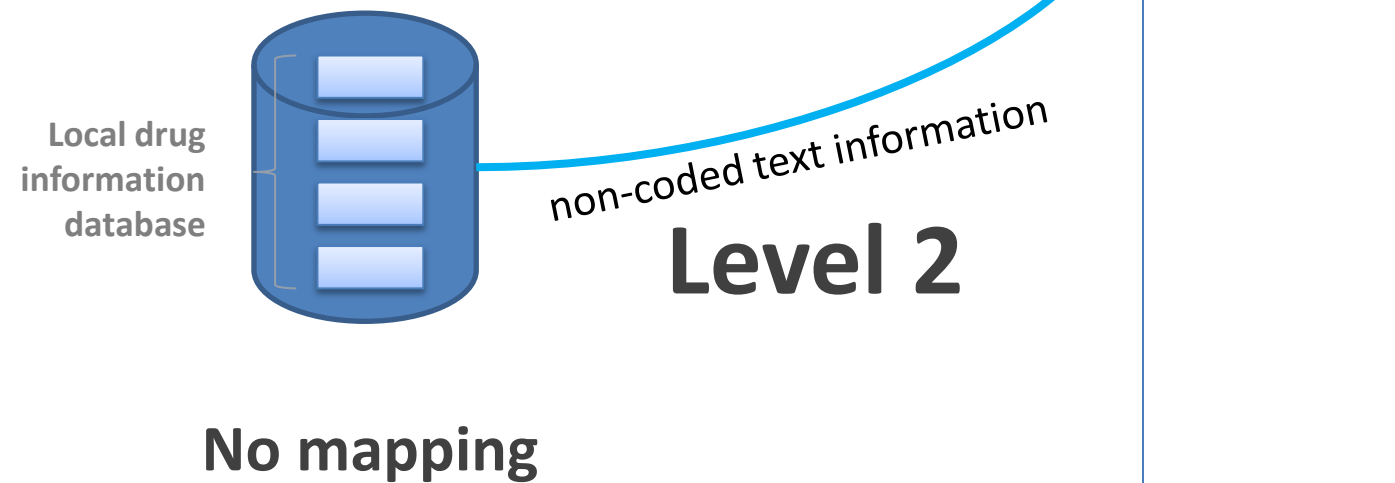 Local drug
information
database
non-coded text information
Level 2
No mapping